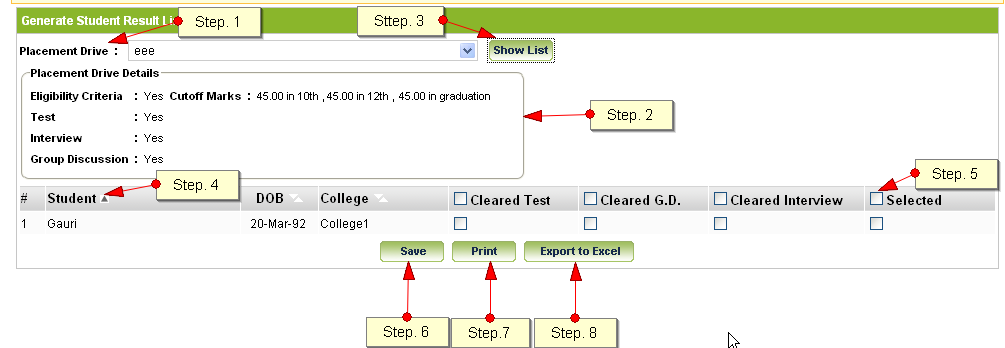 Generate Student Result Li
Step. 1
Sttep. 3
Placement Drive : eee Show List
Placement Drive Details
Eligibility Criteria : Yes Cutoff Marks : 45.00 in 10th , 45.00 in 12th , 45.00 in graduation
Test : Yes
Step. 2
Interview : Yes
Group Discussion : Yes
Step. 4
Step. 5
# Student DOB College Cleared Test Cleared G.D. Cleared Interview Selected
1 Gauri 20-Mar-92 College1
Save Print Export to Excel
Step. 6 Step.7 Step. 8